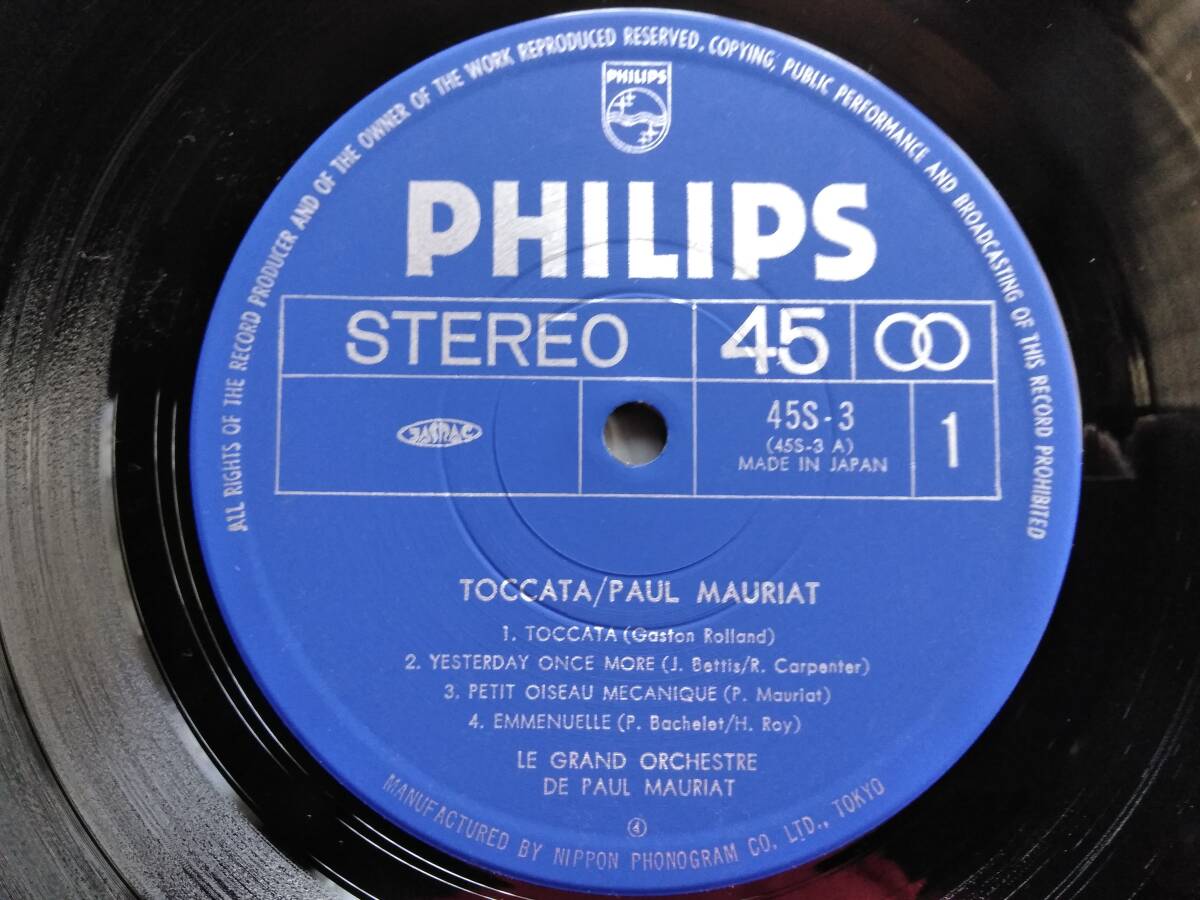 ALL RIGHTS OF THE RECORD PRODUCER AND OF THE OWNER OF THE WORK REPRODUCED RESERVED. COPYING, PUBLIC PERFORMANCE AND BROADCASTING OF THIS RECORD PROHIBITED
PHILIPS
PHILIPS
STEREO 45
JASRAC
45S-3
(45S-3 A)
MADE IN JAPAN
1
TOCCATA/PAUL MAURIAT
1. TOCCATA (Gaston Rolland)
2. YESTERDAY ONCE MORE (J. Bettis/R. Carpenter)
3. PETIT OISEAU MECANIQUE (P. Mauriat)
4. EMMENUELLE (P. Bachelet/H. Roy)
LE GRAND ORCHESTRE
DE PAUL MAURIAT
④
MANUFACTURED BY NIPPON PHONOGRAM CO. LTD., TOKYO